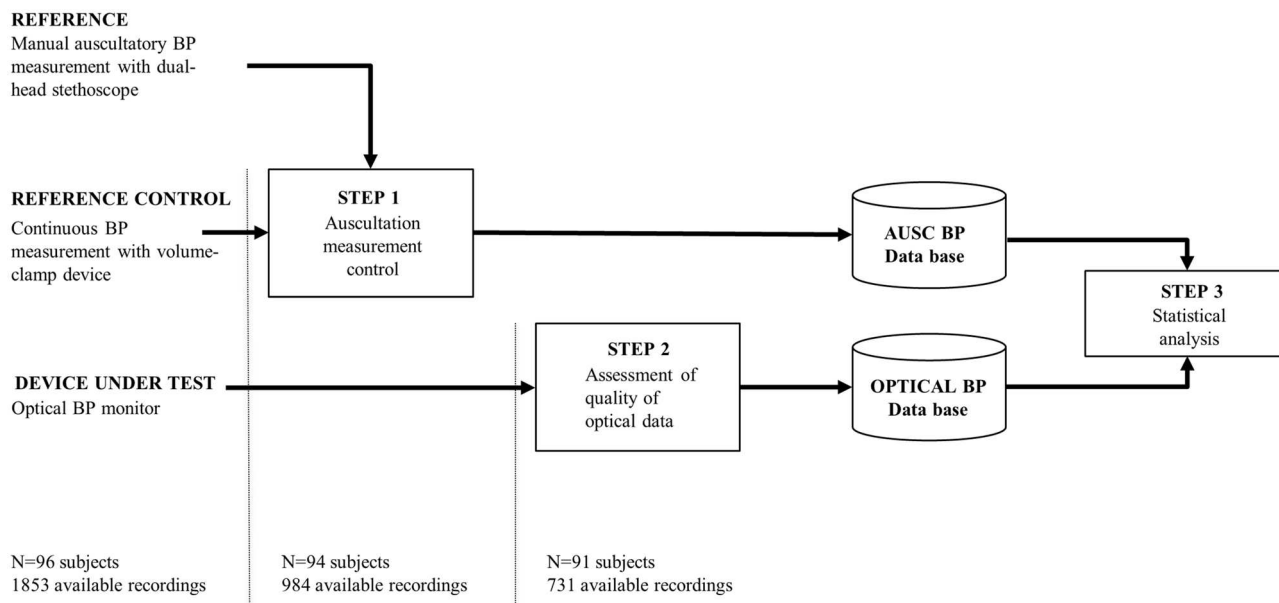 REFERENCE
Manual auscultatory BP
measurement with dual-
head stethoscope
REFERENCE CONTROL
Continuous BP
measurement with volume-
clamp device
STEP 1
Auscultation
measurement
control
AUSC BP
Data base
STEP 3
Statistical
analysis
DEVICE UNDER TEST
Optical BP monitor
STEP 2
Assessment of
quality of
optical data
OPTICAL BP
Data base
N=96 subjects
1853 available recordings
N=94 subjects
984 available recordings
N=91 subjects
731 available recordings